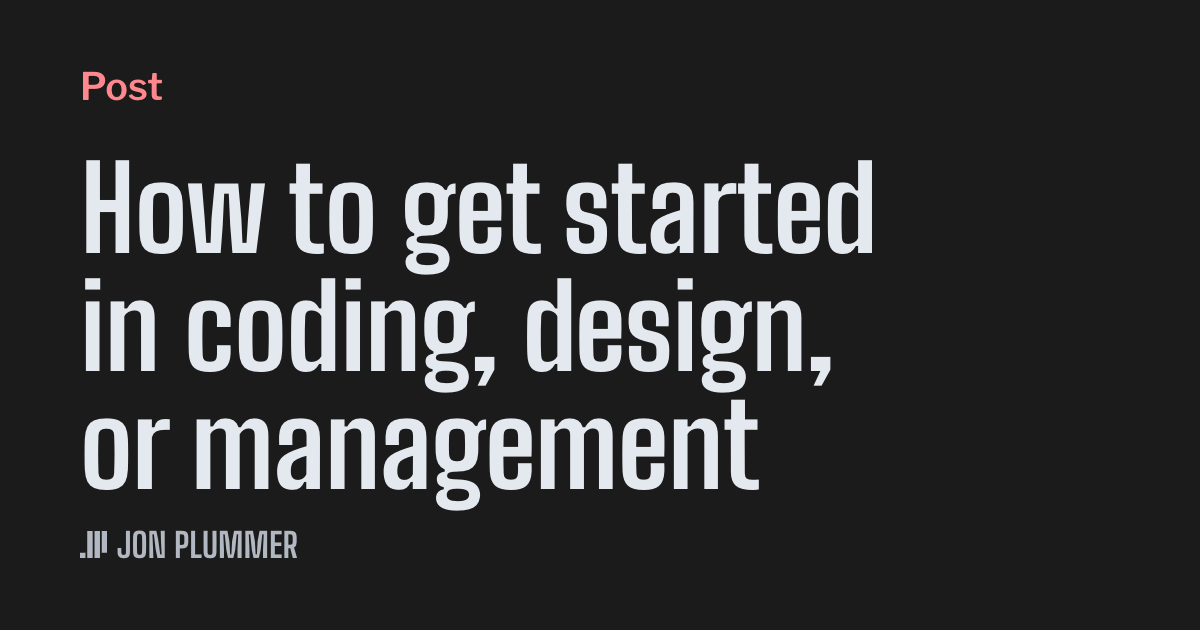 Post
How to get started
in coding, design,
or management
JON PLUMMER